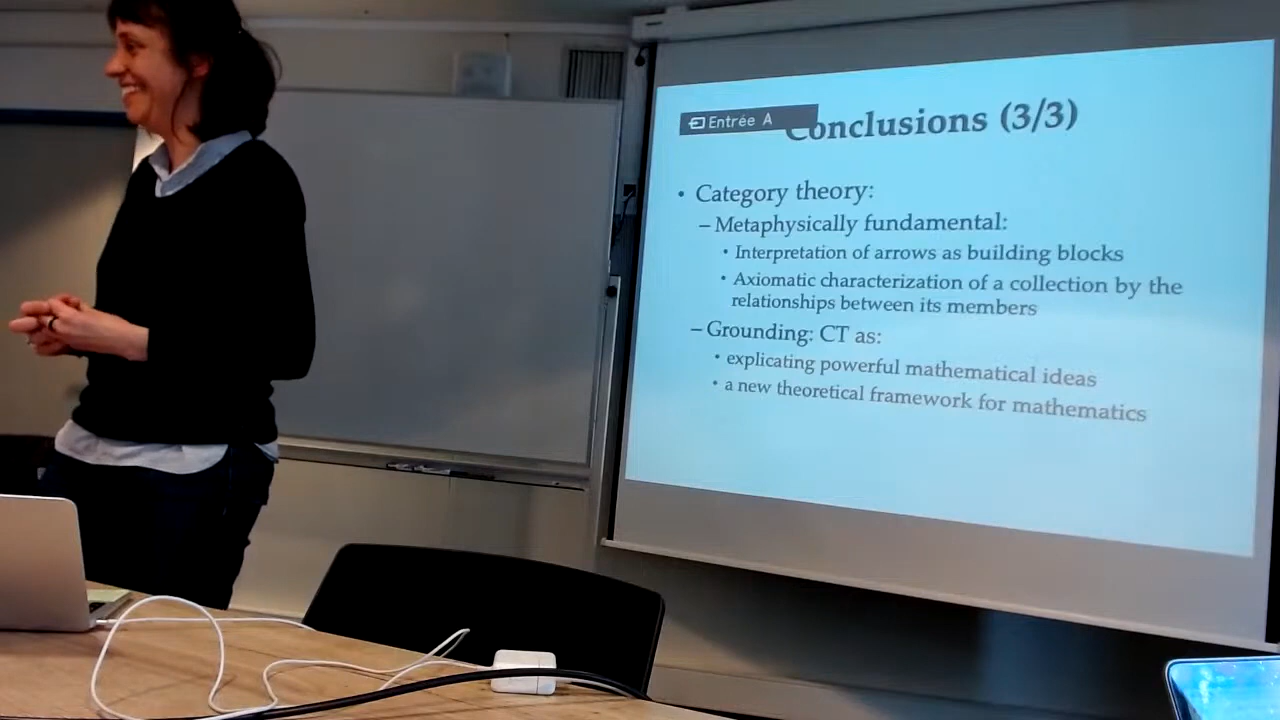 Entrée A
Conclusions (3/3)
• Category theory:
– Metaphysically fundamental:
• Interpretation of arrows as building blocks
• Axiomatic characterization of a collection by the
relationships between its members
– Grounding: CT as:
• explicating powerful mathematical ideas
• a new theoretical framework for mathematics